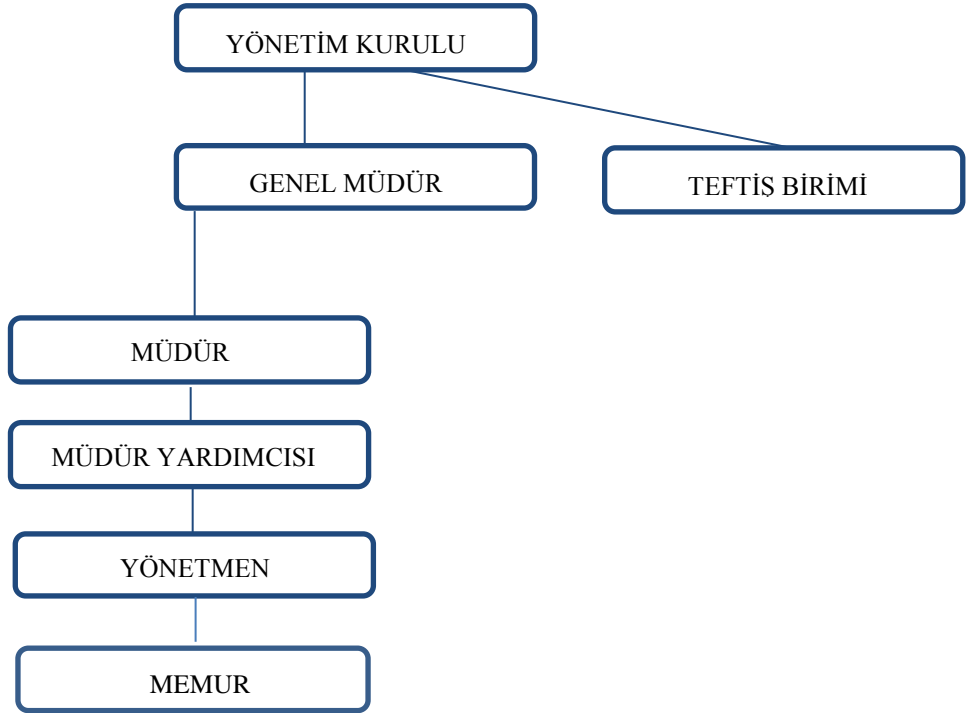 YÖNETİM KURULU
GENEL MÜDÜR
TEFTİŞ BİRİMİ
MÜDÜR
MÜDÜR YARDIMCISI
YÖNETMEN
MEMUR